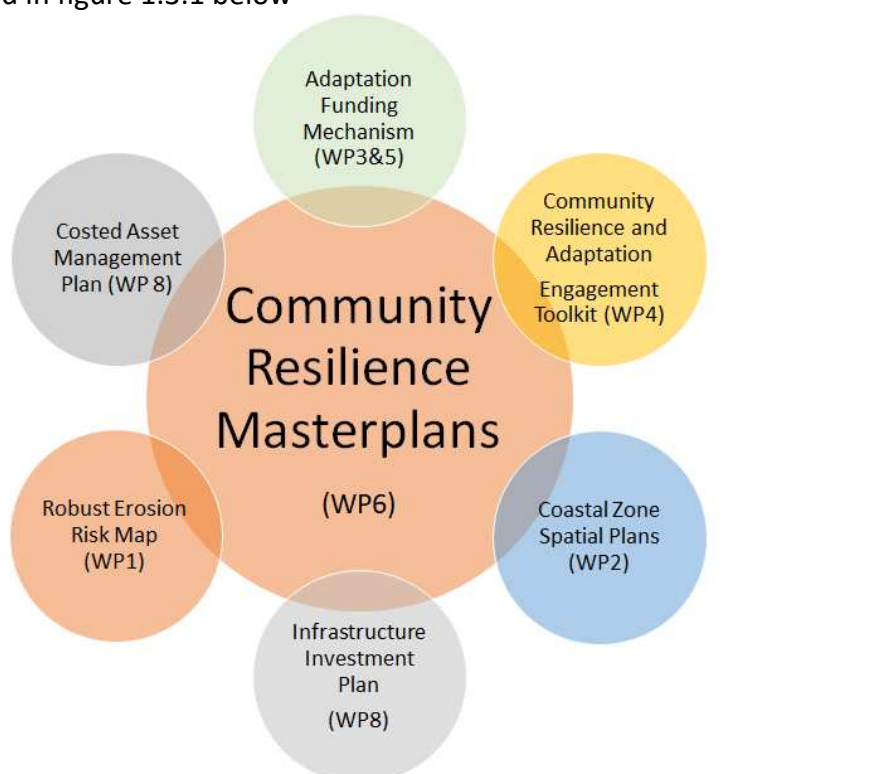 d in figure 1.3.1 below
Adaptation
Funding
Mechanism
(WP3&5)
Community
Resilience and
Adaptation
Engagement
Toolkit (WP4)
Costed Asset
Management
Plan (WP 8)
Community
Resilience
Masterplans
(WP6)
Robust Erosion
Risk Map
(WP1)
Coastal Zone
Spatial Plans
(WP2)
Infrastructure
Investment
Plan
(WP8)